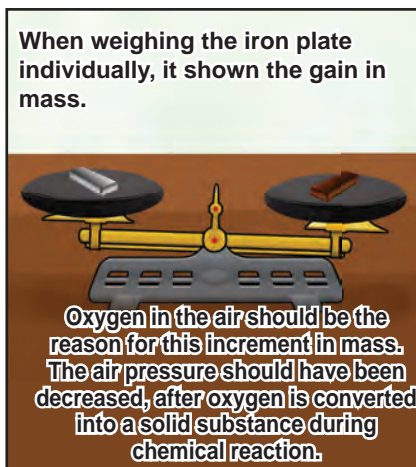 When weighing the iron plate
individually, it shown the gain in
mass.
Oxygen in the air should be the
reason for this increment in mass.
The air pressure should have been
decreased, after oxygen is converted
into a solid substance during
chemical reaction.